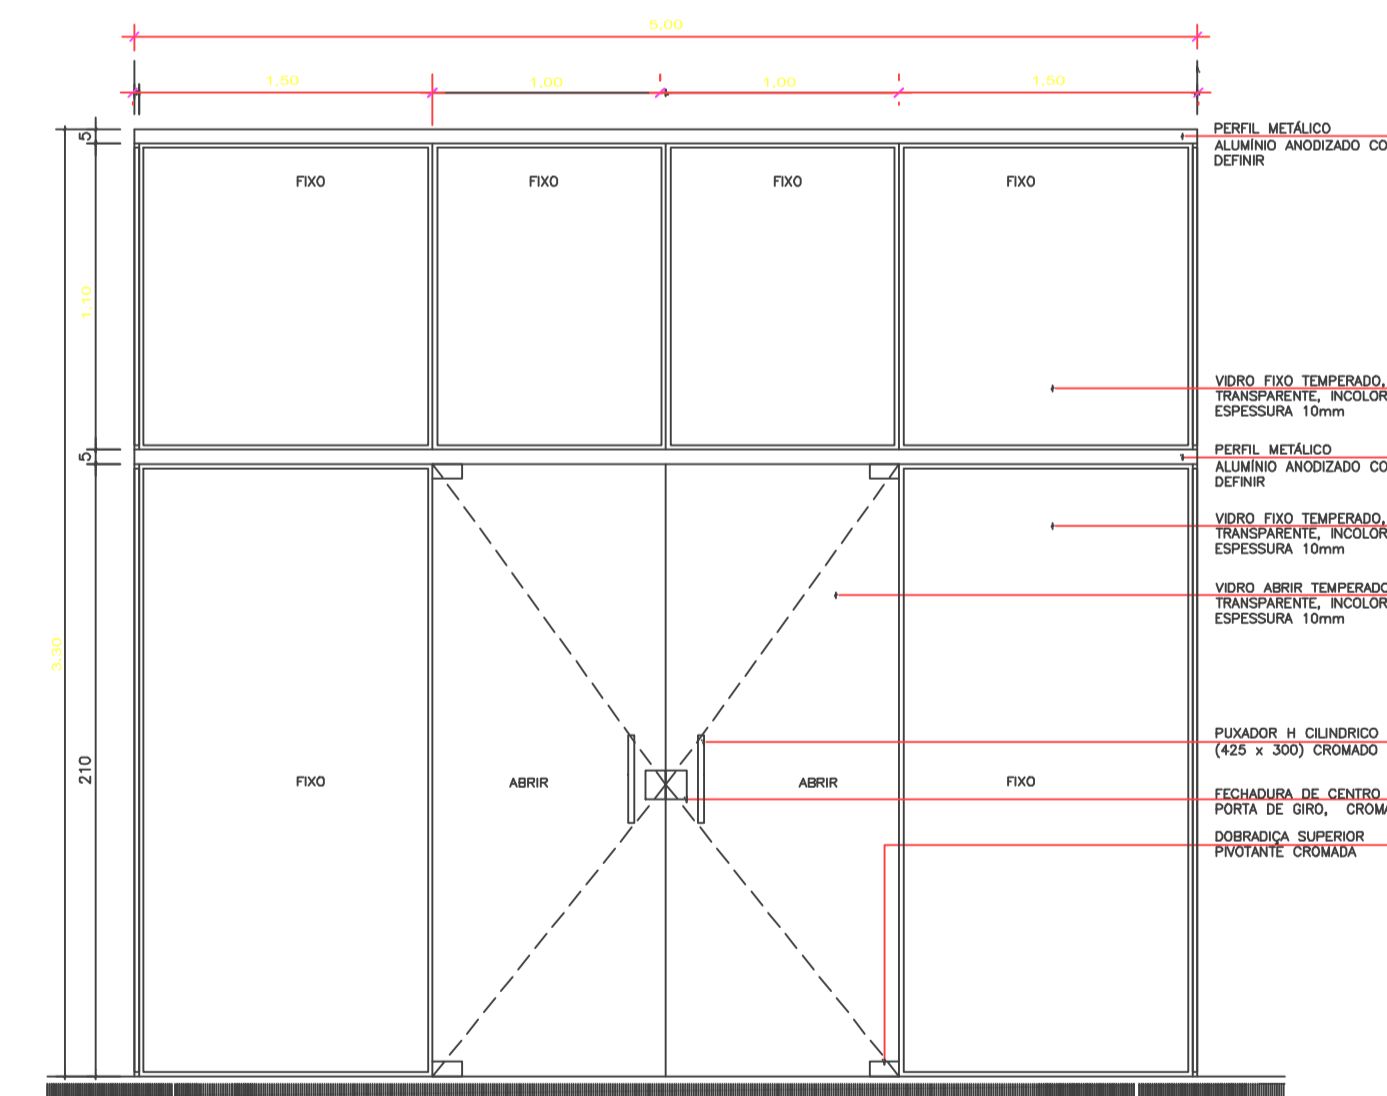 5,00
1.50 1.00 1.00 1.50
5
PERFIL METÁLICO
ALUMÍNIO ANODIZADO CO
DEFINIR
FIXO FIXO FIXO FIXO
1.10
VIDRO FIXO TEMPERADO,
TRANSPARENTE, INCOLOR
ESPESSURA 10mm
5
PERFIL METÁLICO
ALUMÍNIO ANODIZADO CO
DEFINIR
VIDRO FIXO TEMPERADO,
TRANSPARENTE, INCOLOR
ESPESSURA 10mm
VIDRO ABRIR TEMPERADO
TRANSPARENTE, INCOLOR
ESPESSURA 10mm
3.30
PUXADOR H CILINDRICO
(425 x 300) CROMADO
210
FIXO ABRIR ABRIR FIXO
FECHADURA DE CENTRO
PORTA DE GIRO, CROMA
DOBRADIÇA SUPERIOR
PIVOTANTE CROMADA